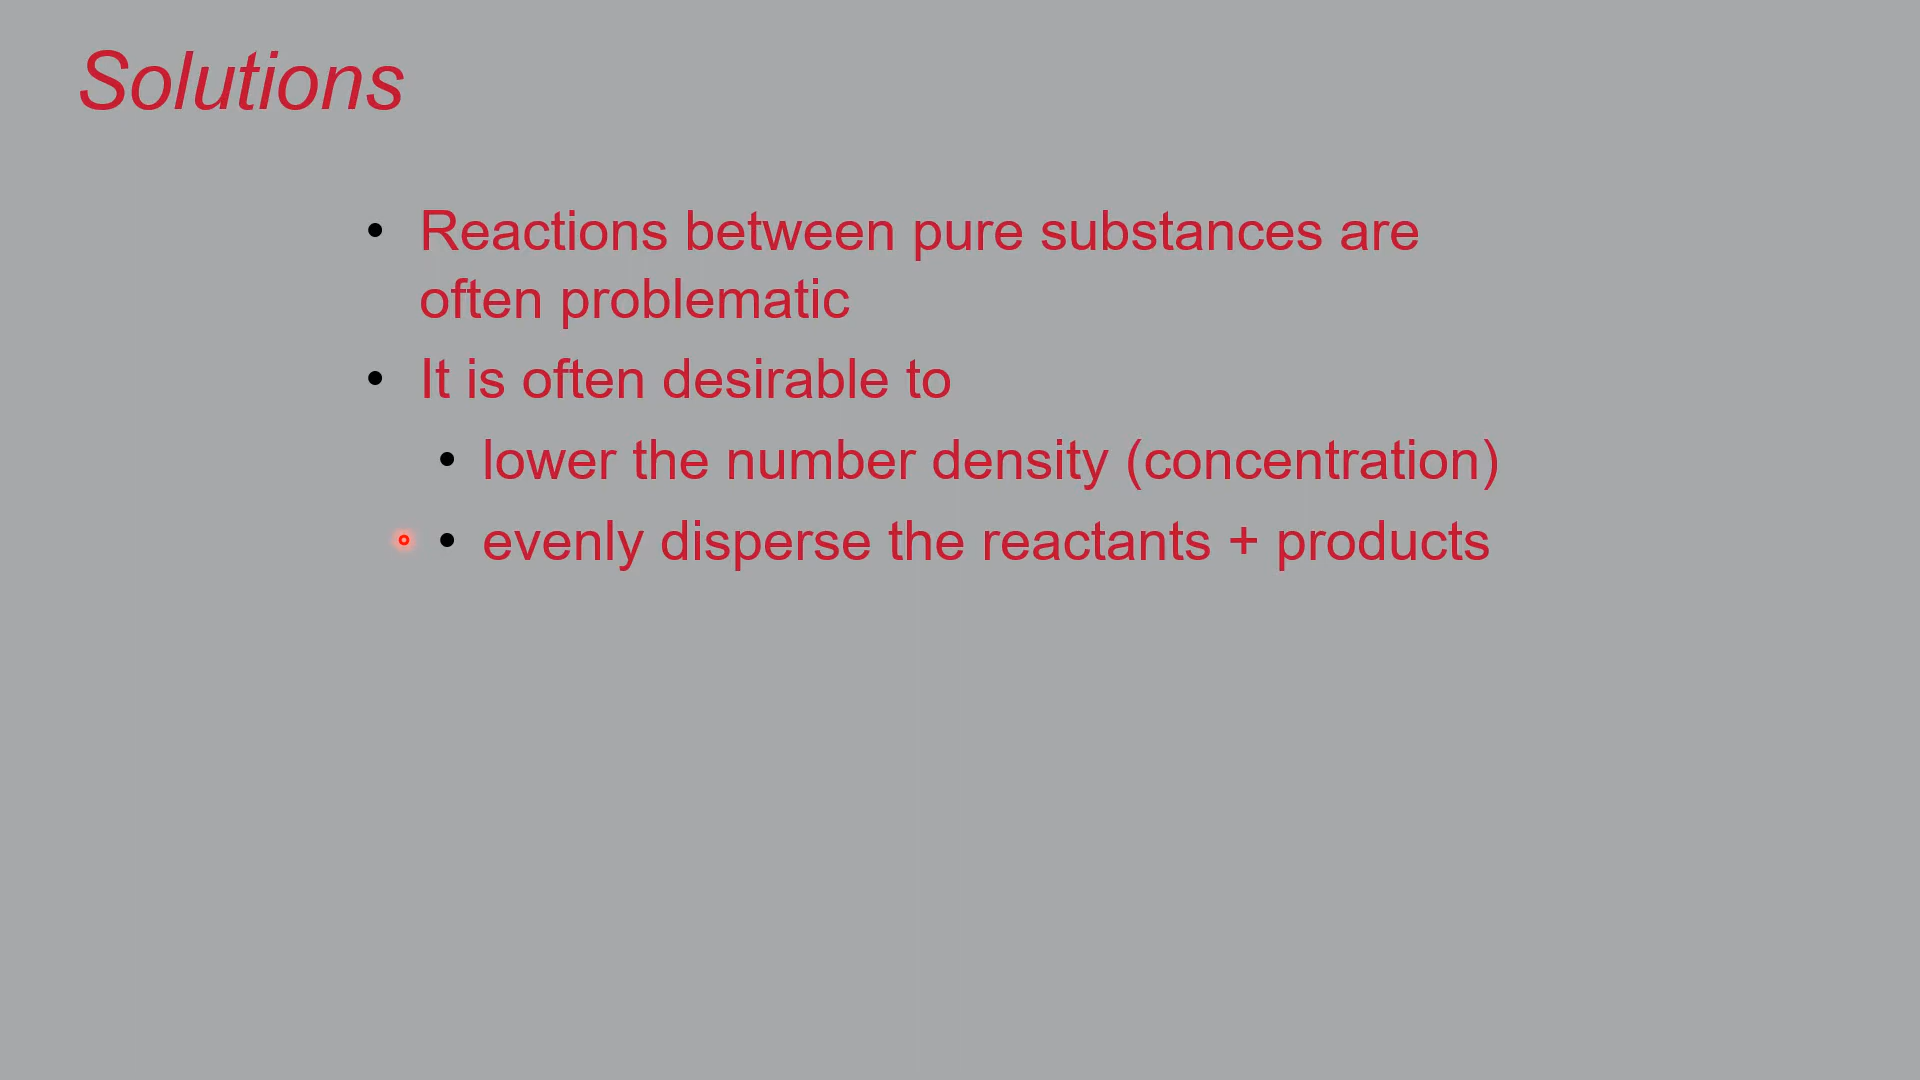 Solutions
• Reactions between pure substances are
often problematic
• It is often desirable to
• lower the number density (concentration)
• evenly disperse the reactants + products